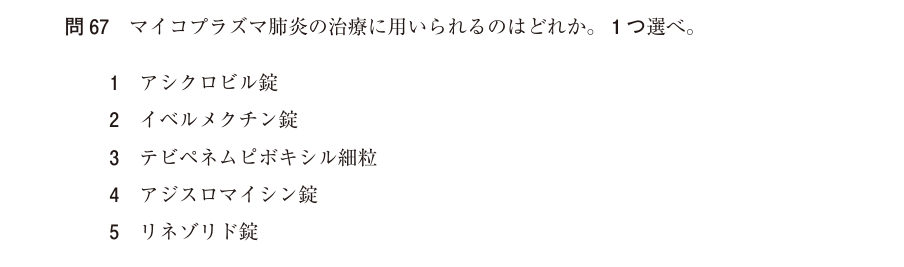 問 67 マイコプラズマ肺炎の治療に用いられるのはどれか。1つ選べ。
1 アシクロビル錠
2 イベルメクチン錠
3 テビペネムピボキシル細粒
4 アジスロマイシン錠
5 リネゾリド錠